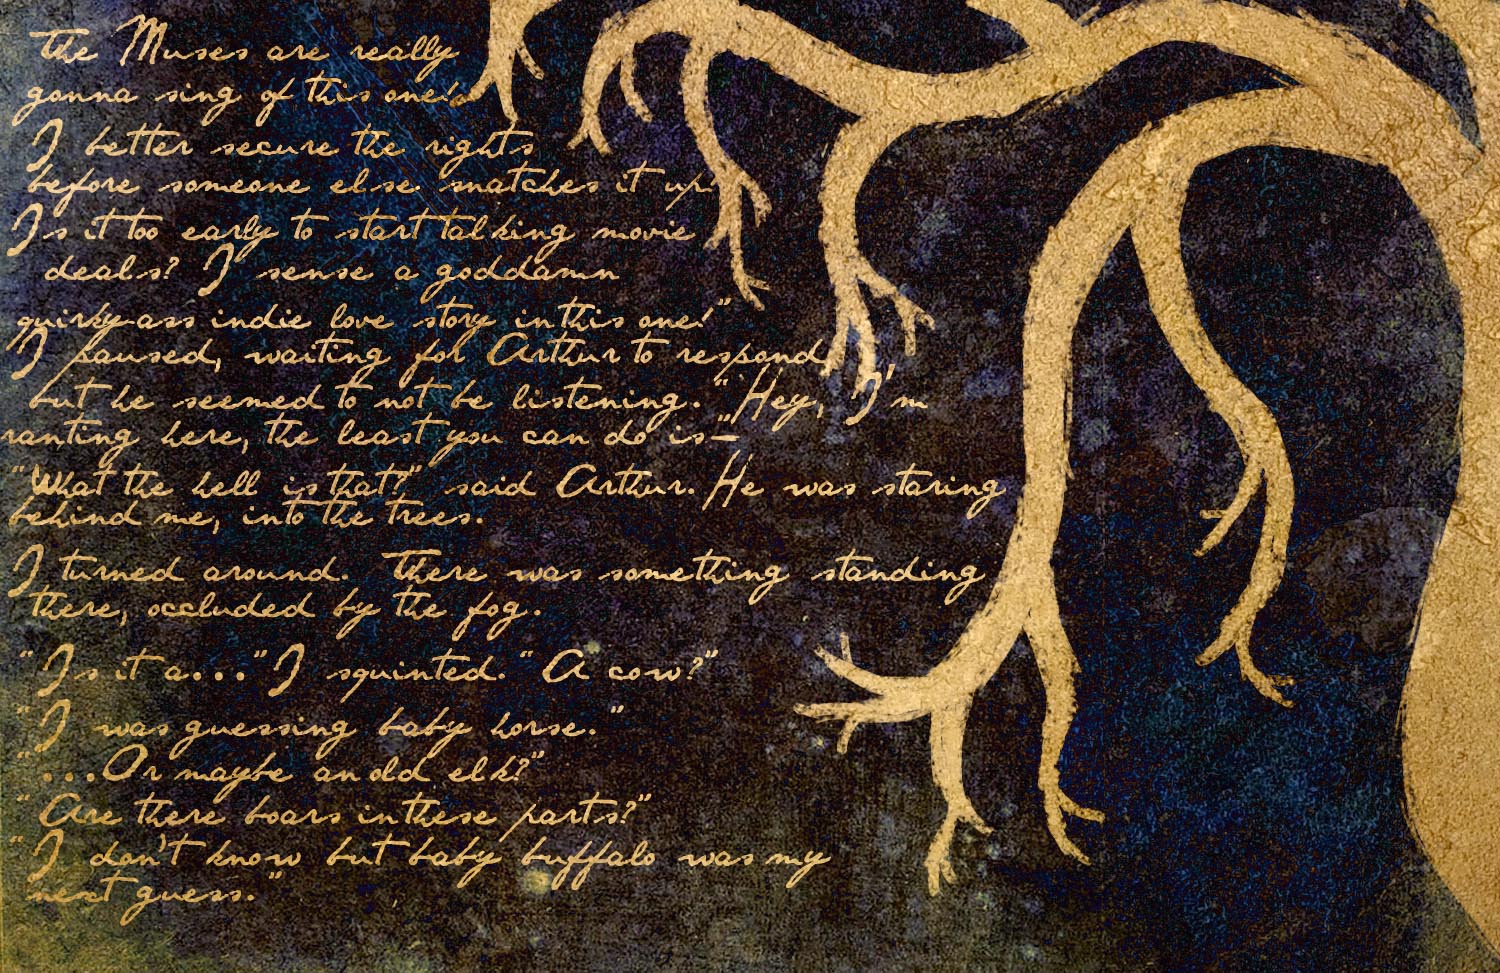 The Muses are really
gonna sing of this one!
I better secure the rights
before someone else snatches it up!
Is it too early to start talking movie
deals? I sense a goddamn
quirky-ass indie love story in this one!"
I paused, waiting for Arthur to respond,
but he seemed to not be listening. "Hey, I'm
ranting here, the least you can do is—"
"What the hell is that?" said Arthur. He was staring
behind me, into the trees.
I turned around. There was something standing
there, occluded by the fog.
"Is it a..." I squinted. "A cow?"
"I was guessing baby horse."
"...Or maybe an old elk?"
"Are there boars in these parts?"
"I don't know but baby buffalo was my
next guess."